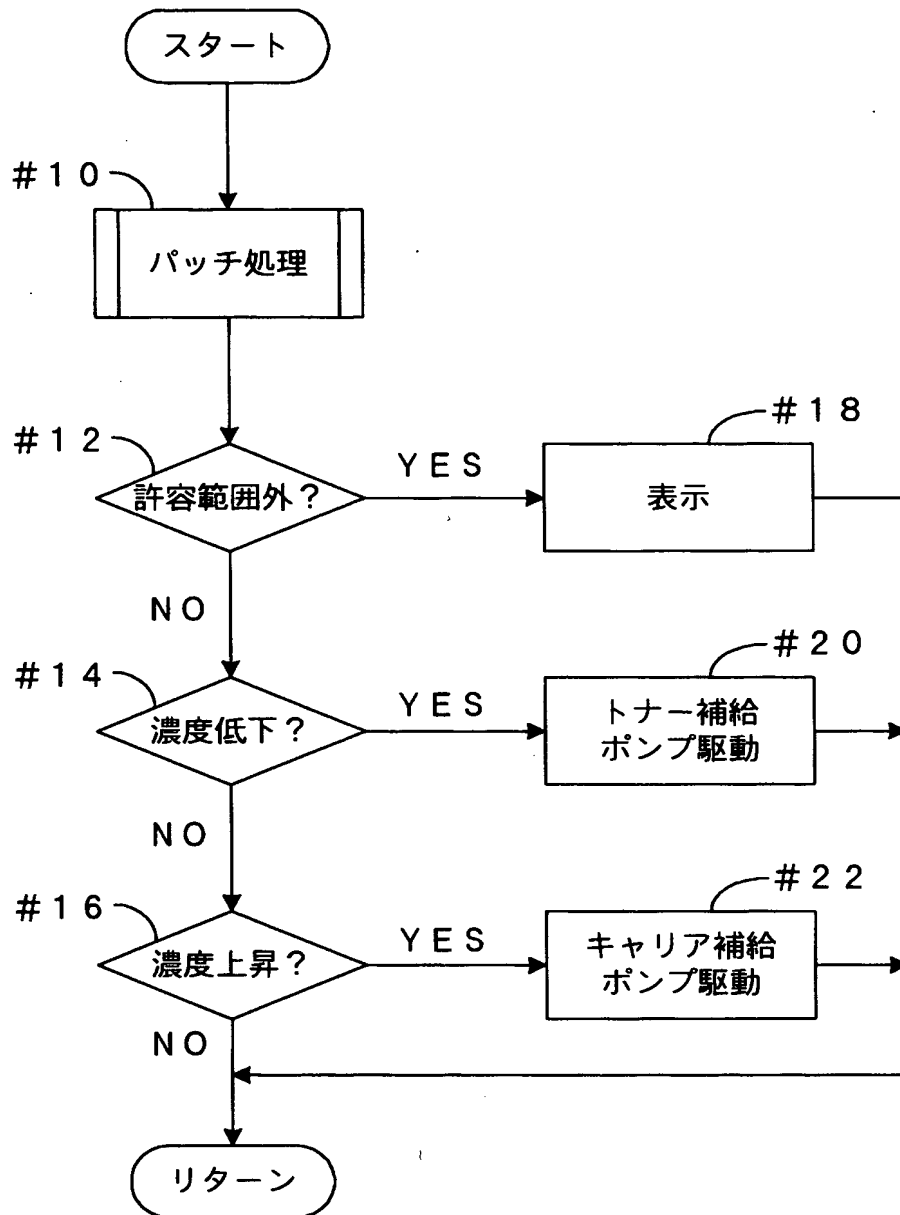 スタート
#10
パッチ処理
#12
許容範囲外?
YES
#18
表示
NO
#14
濃度低下?
YES
#20
トナー補給
ポンプ駆動
NO
#16
濃度上昇?
YES
#22
キャリア補給
ポンプ駆動
NO
リターン